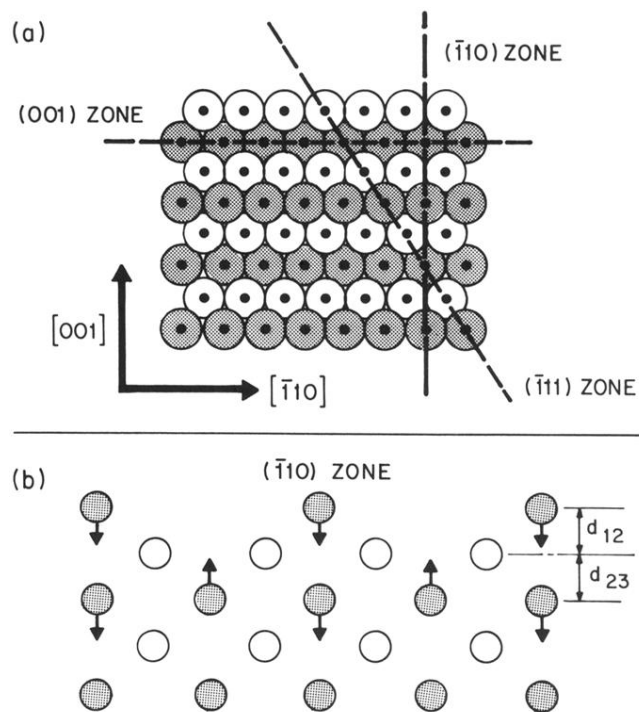 (a)
(1̄10) ZONE
(001) ZONE
[001]
[1̄10]
(1̄11) ZONE
(b)
(1̄10) ZONE
d₁₂
d₂₃